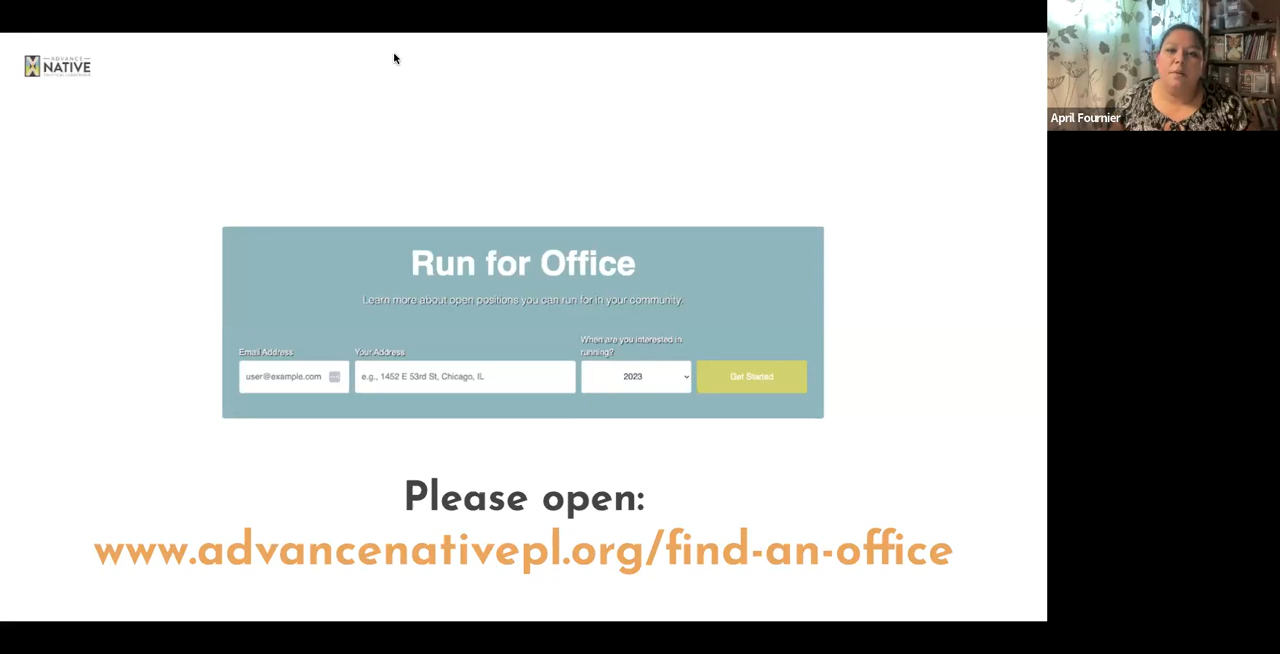 ADVANCE
NATIVE
April Fournier
Run for Office
Learn more about open positions you can run for in your community.
When are you interested in
running?
Email Address
Your Address
user@example.com
e.g., 1452 E 53rd St, Chicago, IL
2023
Get Started
Please open:
www.advancenativepl.org/find-an-office